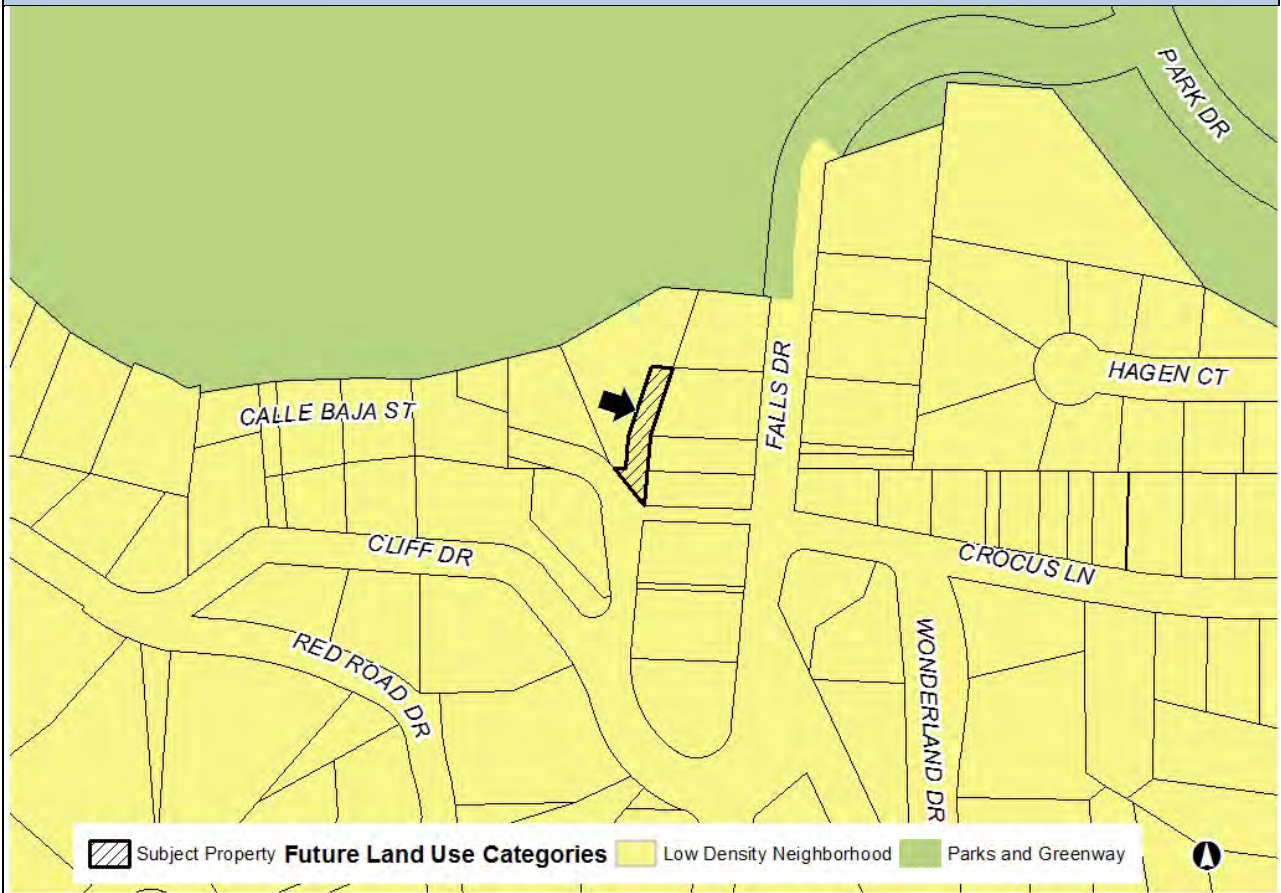 PARK DR
FALLS DR
HAGEN CT
CALLE BAJA ST
CLIFF DR
CROCUS LN
RED ROAD DR
WONDERLAND DR
Subject Property Future Land Use Categories Low Density Neighborhood Parks and Greenway